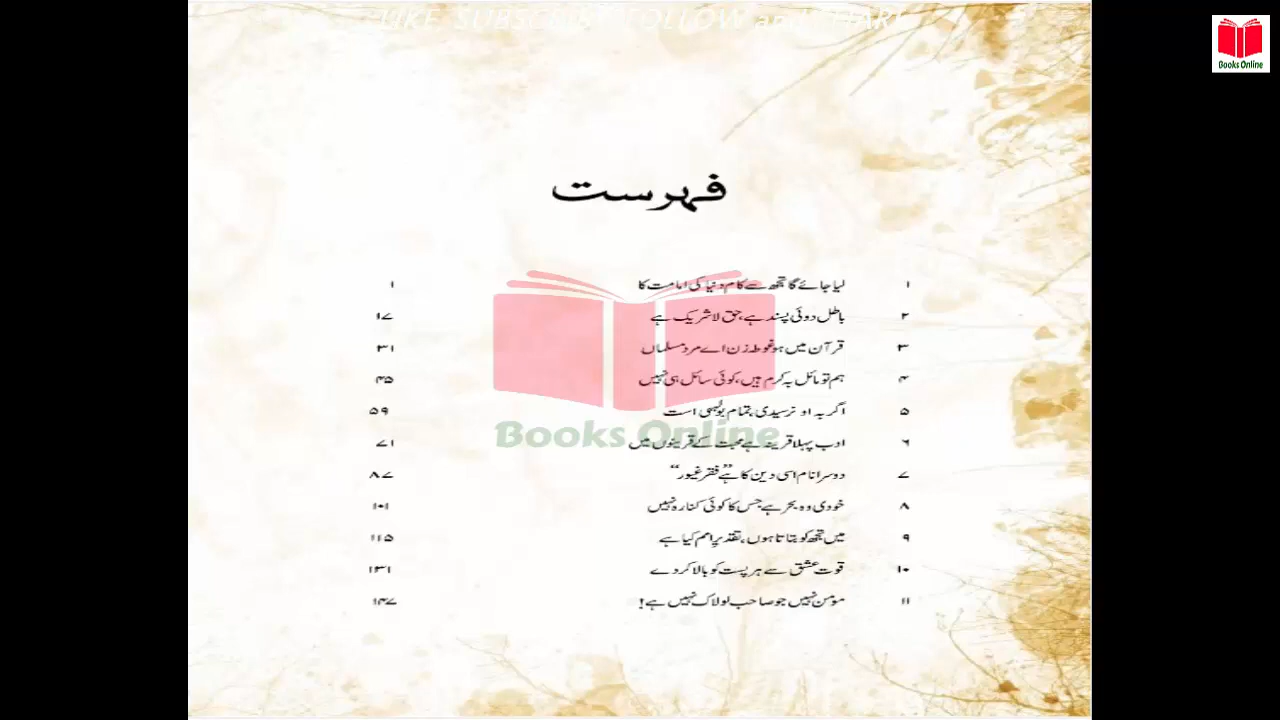 LIKE SUBSCRIBE FOLLOW and SHARE
Books Online
فہرست
۱ لیا جائے گا تجھ سے کام دنیا کی امامت کا ۱
۲ باطل دوئی پسند ہے، حق لا شریک ہے ۱۷
۳ قرآن میں ہو غوطہ زن اے مردِ مسلماں ۳۱
۴ ہم تو مائل بہ کرم ہیں، کوئی سائل ہی نہیں ۴۵
۵ اگر بہ او نرسیدی، تمام بُولہبی است ۵۹
۶ ادب پہلا قرینہ ہے محبت کے قرینوں میں ۷۱
۷ دوسرا نام اسی دین کا ہے ”فقر غیور“ ۸۷
۸ خودی وہ بحر ہے جس کا کوئی کنارہ نہیں ۱۰۱
۹ میں تجھ کو بتاتا ہوں، تقدیرِ امم کیا ہے ۱۱۵
۱۰ قوت عشق سے ہر پست کو بالا کر دے ۱۳۱
۱۱ مومن نہیں جو صاحب لولاک نہیں ہے! ۱۴۷
Books Online